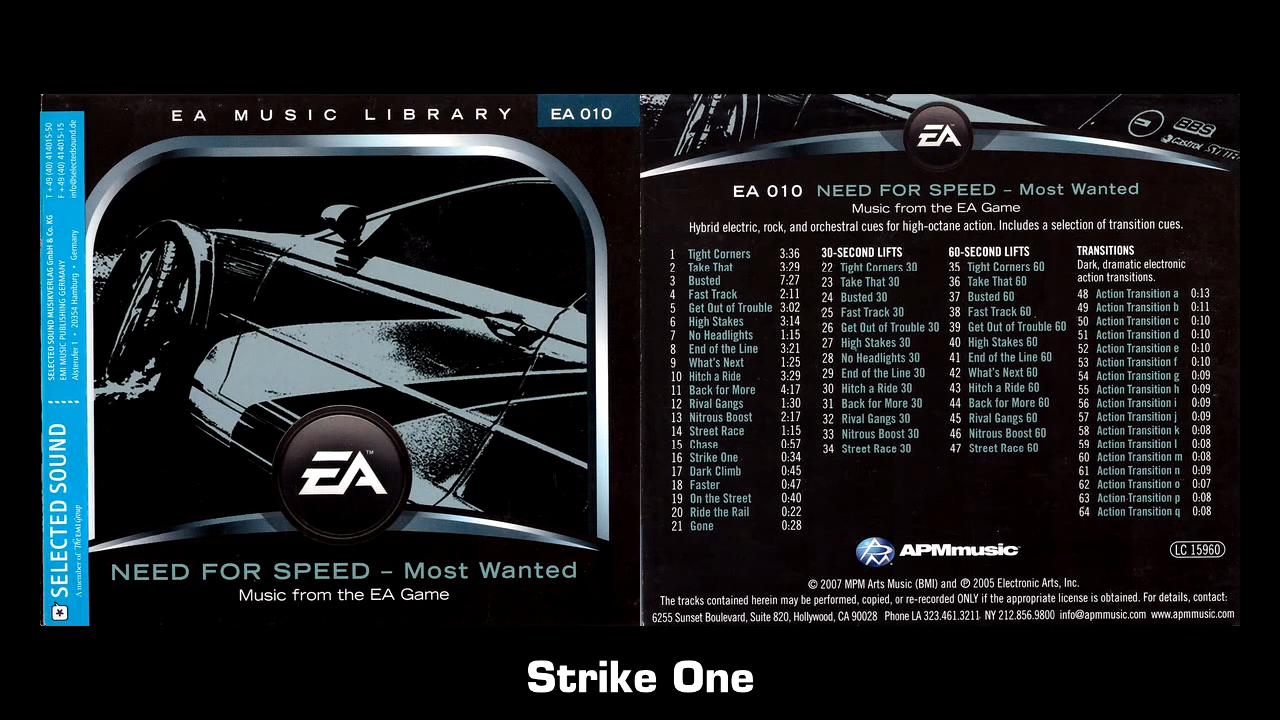 EA MUSIC LIBRARY
EA 010
SELECTED SOUND
A member of The EMI Group
SELECTED SOUND MUSIKVERLAG GmbH & Co. KG
EMI MUSIC PUBLISHING GERMANY
Alsterufer 1 • 20354 Hamburg • Germany
T +49 (40) 414015-50
F +49 (40) 414015-15
info@selectedsound.de
EA™
NEED FOR SPEED – Most Wanted
Music from the EA Game
EA
BBS
Castrol
EA 010 NEED FOR SPEED – Most Wanted
Music from the EA Game
Hybrid electric, rock, and orchestral cues for high-octane action. Includes a selection of transition cues.
1 Tight Corners 3:36
2 Take That 3:29
3 Busted 7:27
4 Fast Track 2:11
5 Get Out of Trouble 3:02
6 High Stakes 3:14
7 No Headlights 1:15
8 End of the Line 3:21
9 What's Next 1:25
10 Hitch a Ride 3:29
11 Back for More 4:17
12 Rival Gangs 1:30
13 Nitrous Boost 2:17
14 Street Race 1:15
15 Chase 0:57
16 Strike One 0:34
17 Dark Climb 0:45
18 Faster 0:47
19 On the Street 0:40
20 Ride the Rail 0:22
21 Gone 0:28
30-SECOND LIFTS
22 Tight Corners 30
23 Take That 30
24 Busted 30
25 Fast Track 30
26 Get Out of Trouble 30
27 High Stakes 30
28 No Headlights 30
29 End of the Line 30
30 Hitch a Ride 30
31 Back for More 30
32 Rival Gangs 30
33 Nitrous Boost 30
34 Street Race 30
60-SECOND LIFTS
35 Tight Corners 60
36 Take That 60
37 Busted 60
38 Fast Track 60
39 Get Out of Trouble 60
40 High Stakes 60
41 End of the Line 60
42 What's Next 60
43 Hitch a Ride 60
44 Back for More 60
45 Rival Gangs 60
46 Nitrous Boost 60
47 Street Race 60
TRANSITIONS
Dark, dramatic electronic
action transitions.
48 Action Transition a 0:13
49 Action Transition b 0:11
50 Action Transition c 0:10
51 Action Transition d 0:10
52 Action Transition e 0:10
53 Action Transition f 0:10
54 Action Transition g 0:09
55 Action Transition h 0:09
56 Action Transition i 0:09
57 Action Transition j 0:09
58 Action Transition k 0:08
59 Action Transition l 0:08
60 Action Transition m 0:08
61 Action Transition n 0:09
62 Action Transition o 0:07
63 Action Transition p 0:08
64 Action Transition q 0:08
APMmusic
LC 15960
© 2007 MPM Arts Music (BMI) and ℗ 2005 Electronic Arts, Inc.
The tracks contained herein may be performed, copied, or re-recorded ONLY if the appropriate license is obtained. For details, contact:
6255 Sunset Boulevard, Suite 820, Hollywood, CA 90028 Phone LA 323.461.3211 NY 212.856.9800 info@apmmusic.com www.apmmusic.com
Strike One